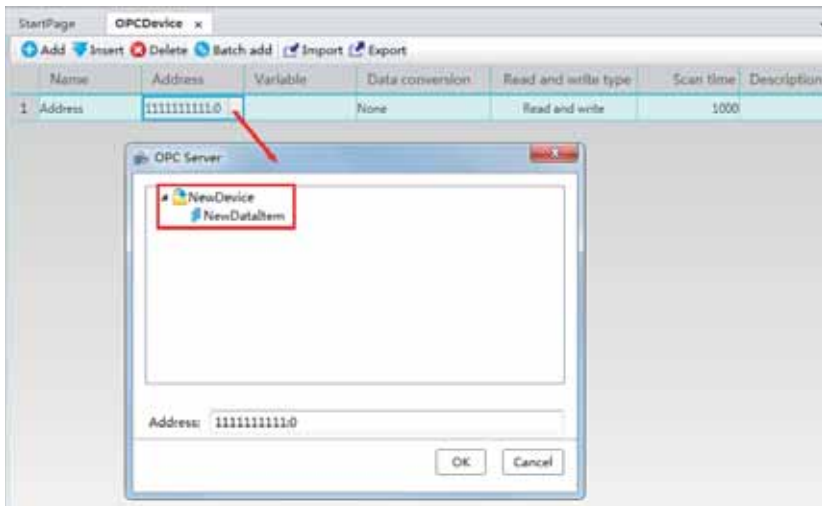 StartPage OPCDevice x
Add Insert Delete Batch add Import Export
Name Address Variable Data conversion Read and write type Scan time Description
1 Address 1111111111:0 None Read and write 1000
OPC Server
NewDevice
NewDataItem
Address: 1111111111:0
OK Cancel